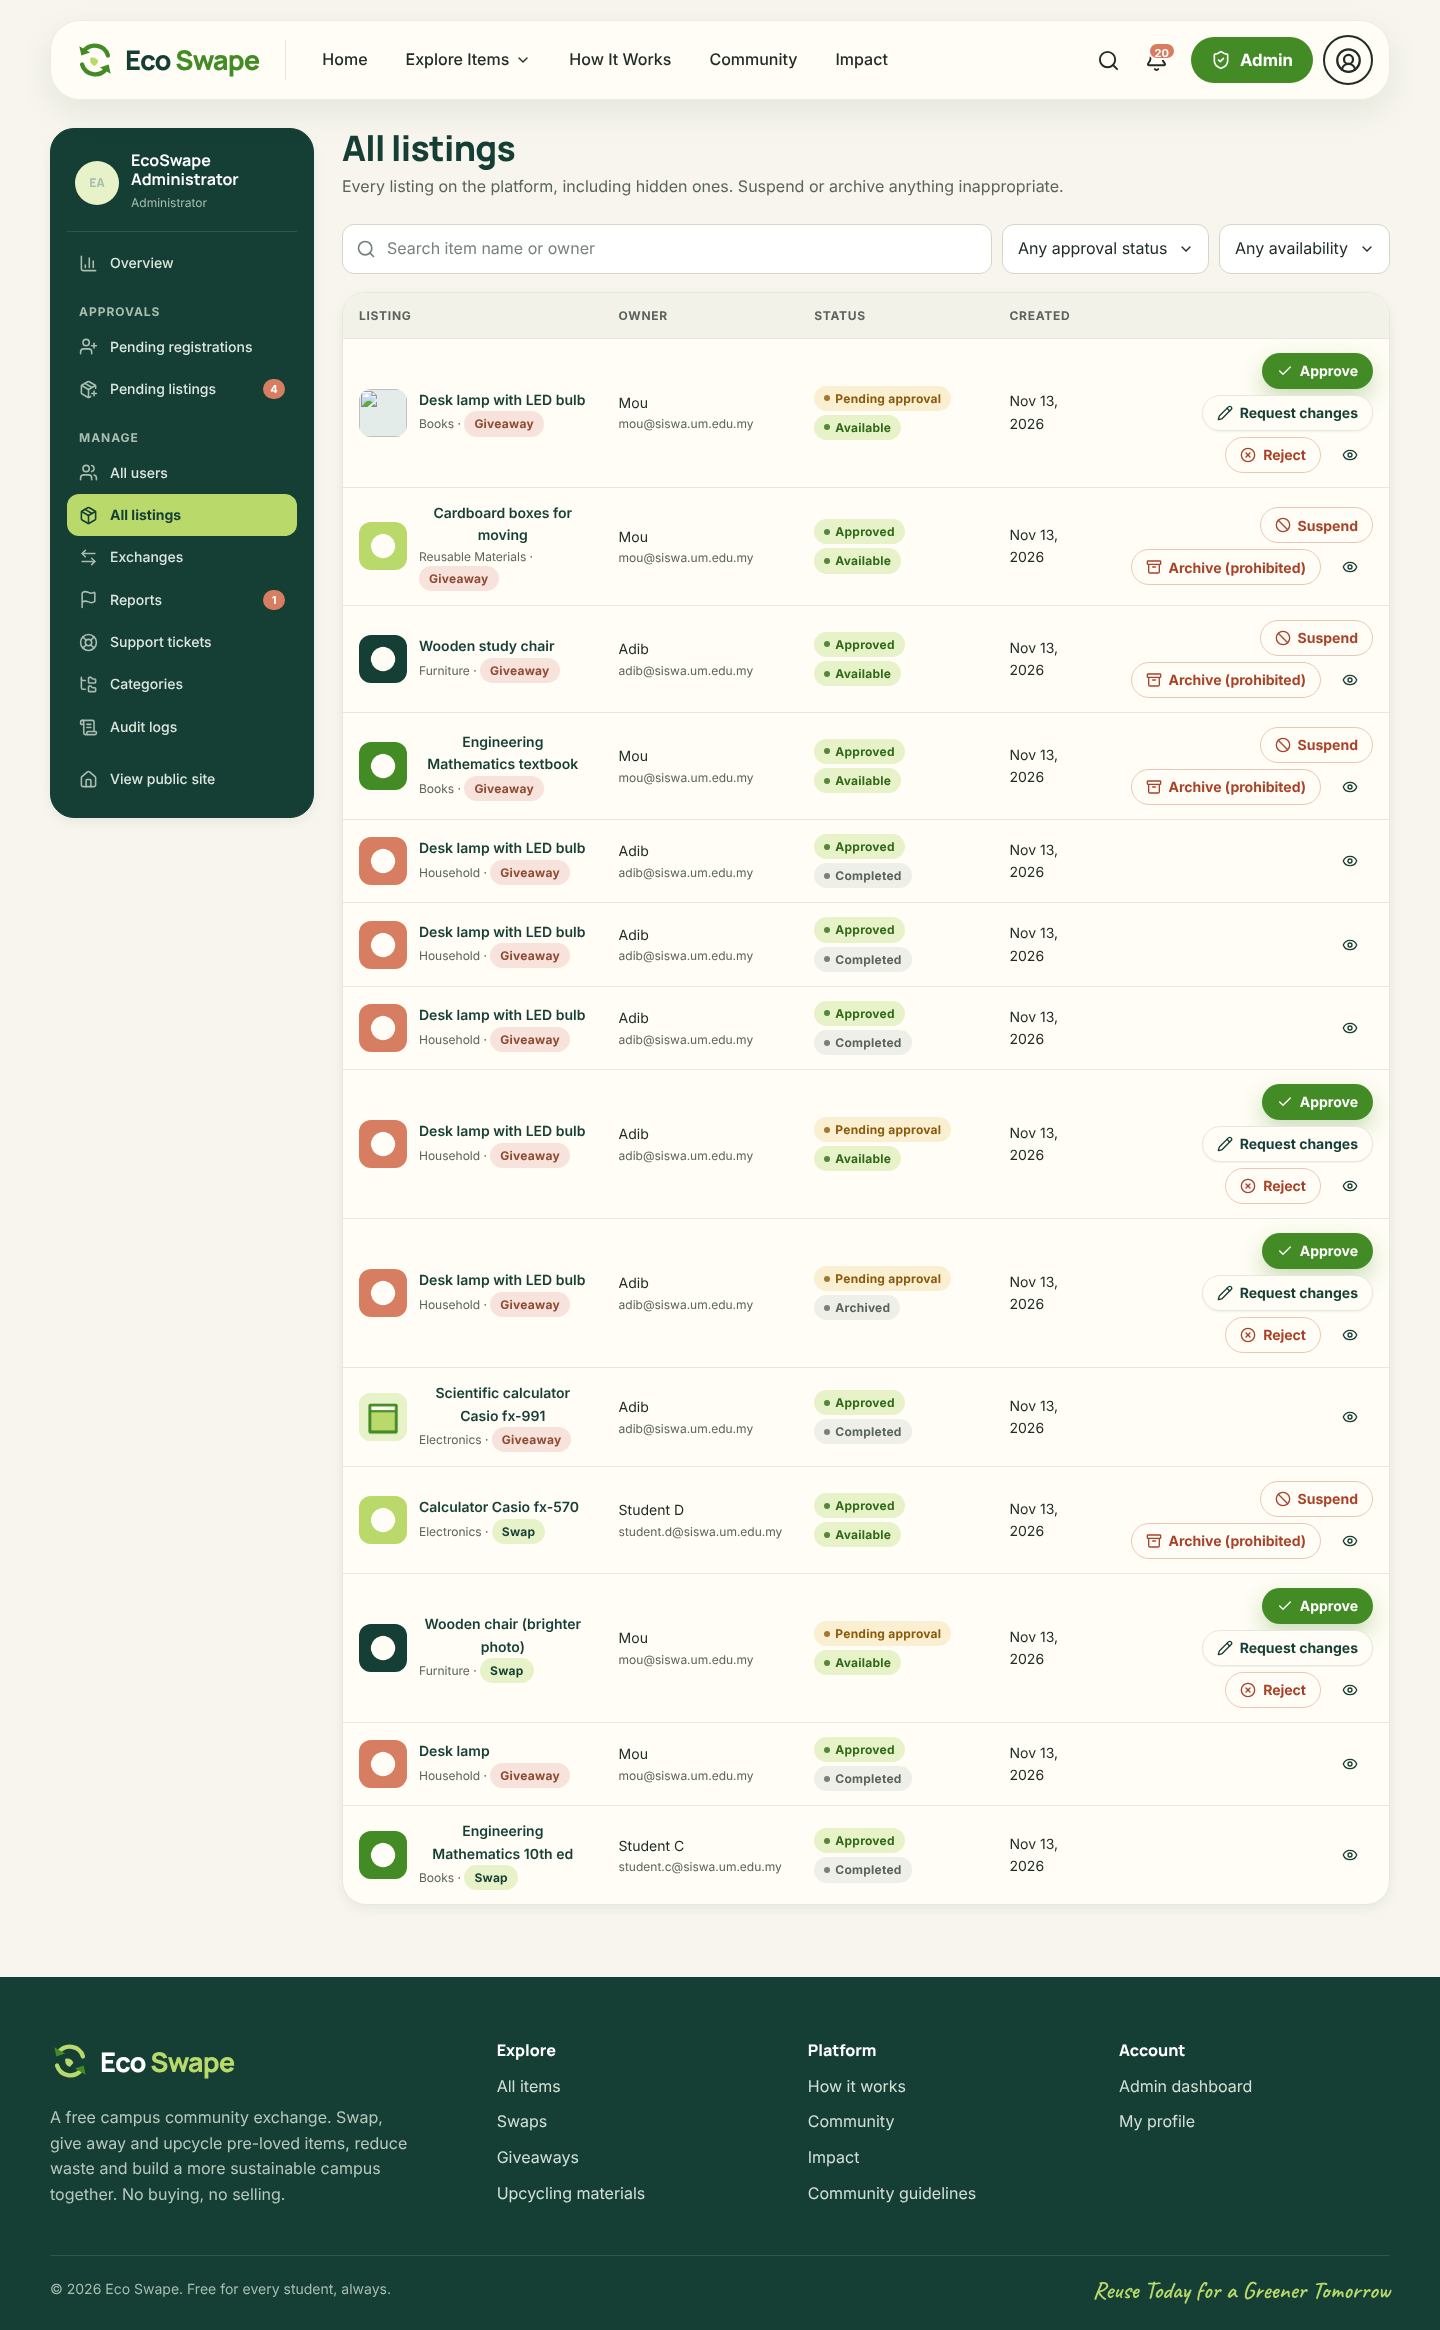 Eco Swape
Home
Explore Items
How It Works
Community
Impact
20
Admin
EA
EcoSwape
Administrator
Administrator
Overview
APPROVALS
Pending registrations
Pending listings
4
MANAGE
All users
All listings
Exchanges
Reports
1
Support tickets
Categories
Audit logs
View public site
All listings
Every listing on the platform, including hidden ones. Suspend or archive anything inappropriate.
Search item name or owner
Any approval status
Any availability
LISTING
OWNER
STATUS
CREATED
Desk lamp with LED bulb
Books · Giveaway
Mou
mou@siswa.um.edu.my
Pending approval
Available
Nov 13,
2026
Approve
Request changes
Reject
Cardboard boxes for
moving
Reusable Materials ·
Giveaway
Mou
mou@siswa.um.edu.my
Approved
Available
Nov 13,
2026
Suspend
Archive (prohibited)
Wooden study chair
Furniture · Giveaway
Adib
adib@siswa.um.edu.my
Approved
Available
Nov 13,
2026
Suspend
Archive (prohibited)
Engineering
Mathematics textbook
Books · Giveaway
Mou
mou@siswa.um.edu.my
Approved
Available
Nov 13,
2026
Suspend
Archive (prohibited)
Desk lamp with LED bulb
Household · Giveaway
Adib
adib@siswa.um.edu.my
Approved
Completed
Nov 13,
2026
Desk lamp with LED bulb
Household · Giveaway
Adib
adib@siswa.um.edu.my
Approved
Completed
Nov 13,
2026
Desk lamp with LED bulb
Household · Giveaway
Adib
adib@siswa.um.edu.my
Approved
Completed
Nov 13,
2026
Desk lamp with LED bulb
Household · Giveaway
Adib
adib@siswa.um.edu.my
Pending approval
Available
Nov 13,
2026
Approve
Request changes
Reject
Desk lamp with LED bulb
Household · Giveaway
Adib
adib@siswa.um.edu.my
Pending approval
Archived
Nov 13,
2026
Approve
Request changes
Reject
Scientific calculator
Casio fx-991
Electronics · Giveaway
Adib
adib@siswa.um.edu.my
Approved
Completed
Nov 13,
2026
Calculator Casio fx-570
Electronics · Swap
Student D
student.d@siswa.um.edu.my
Approved
Available
Nov 13,
2026
Suspend
Archive (prohibited)
Wooden chair (brighter
photo)
Furniture · Swap
Mou
mou@siswa.um.edu.my
Pending approval
Available
Nov 13,
2026
Approve
Request changes
Reject
Desk lamp
Household · Giveaway
Mou
mou@siswa.um.edu.my
Approved
Completed
Nov 13,
2026
Engineering
Mathematics 10th ed
Books · Swap
Student C
student.c@siswa.um.edu.my
Approved
Completed
Nov 13,
2026
Eco Swape
A free campus community exchange. Swap,
give away and upcycle pre-loved items, reduce
waste and build a more sustainable campus
together. No buying, no selling.
Explore
All items
Swaps
Giveaways
Upcycling materials
Platform
How it works
Community
Impact
Community guidelines
Account
Admin dashboard
My profile
© 2026 Eco Swape. Free for every student, always.
Reuse Today for a Greener Tomorrow